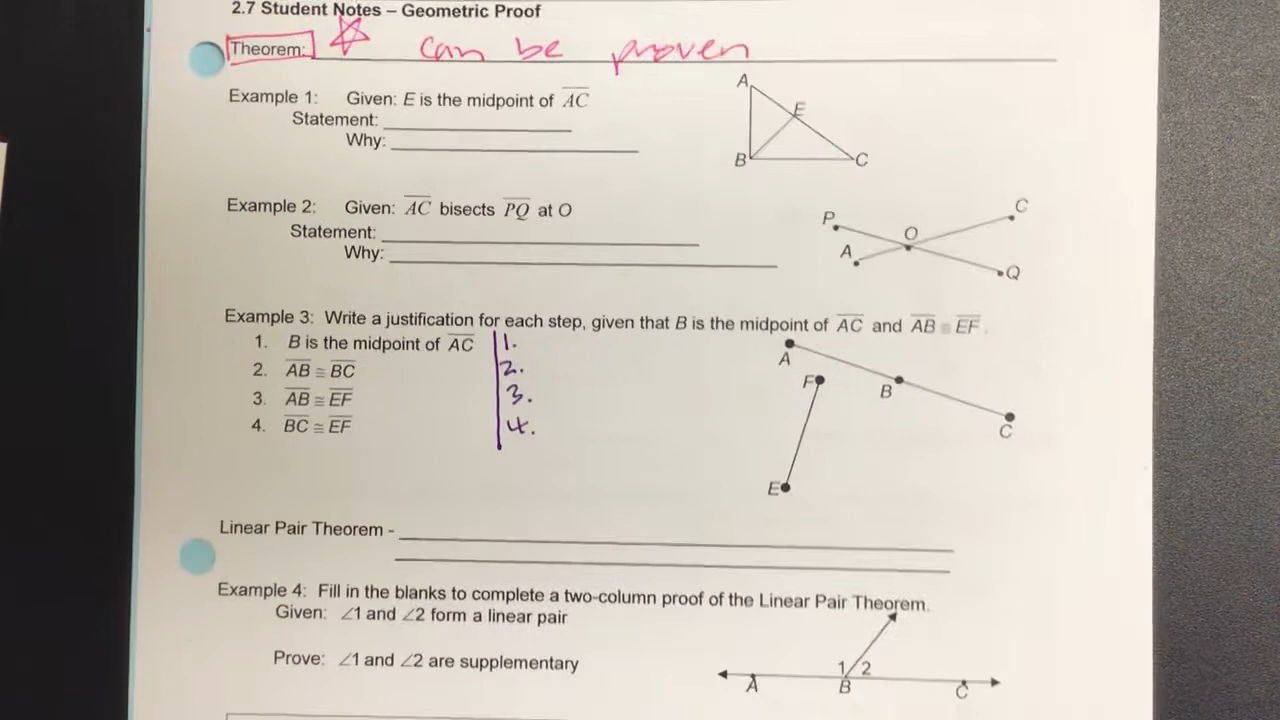 2.7 Student Notes – Geometric Proof
Theorem: can be proven
Example 1: Given: E is the midpoint of AC
Statement:
Why:
A
E
B
C
Example 2: Given: AC bisects PQ at O
Statement:
Why:
P
C
O
A
Q
Example 3: Write a justification for each step, given that B is the midpoint of AC and AB ≅ EF.
1. B is the midpoint of AC 1.
2. AB ≅ BC 2.
3. AB ≅ EF 3.
4. BC ≅ EF 4.
A
F
B
C
E
Linear Pair Theorem -
Example 4: Fill in the blanks to complete a two-column proof of the Linear Pair Theorem.
Given: ∠1 and ∠2 form a linear pair
Prove: ∠1 and ∠2 are supplementary
1 2
A B C